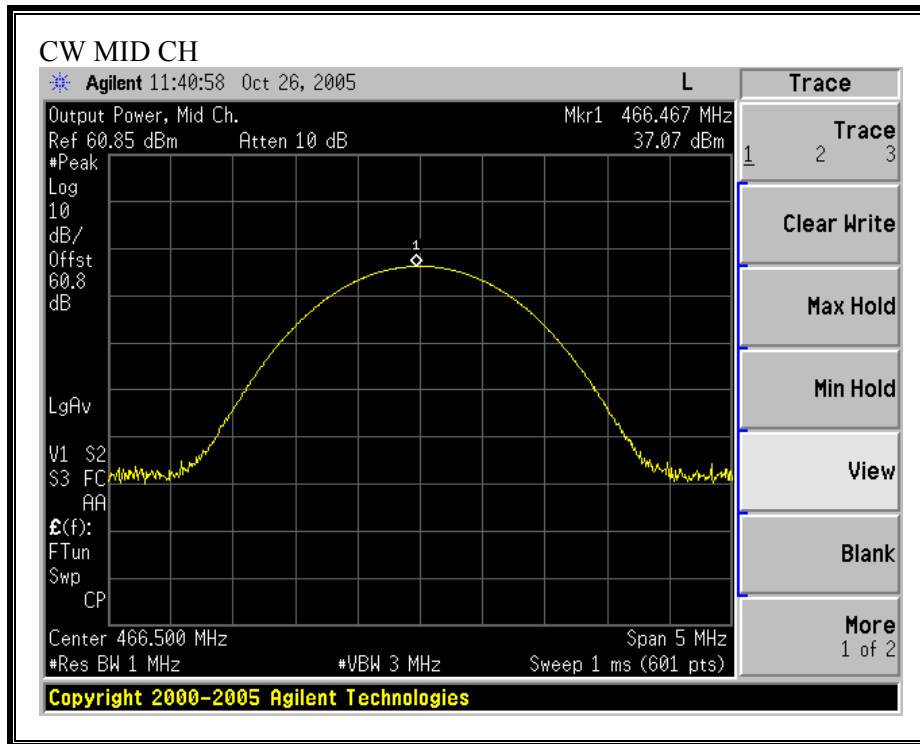 CW MID CH
Agilent 11:40:58 Oct 26, 2005 L
Output Power, Mid Ch. Mkr1 466.467 MHz
Ref 60.85 dBm Atten 10 dB 37.07 dBm
#Peak
Log
10
dB/
Offst
60.8
dB
1
LgAv
V1 S2
S3 FC
AA
£(f):
FTun
Swp
CP
Center 466.500 MHz Span 5 MHz
#Res BW 1 MHz #VBW 3 MHz Sweep 1 ms (601 pts)
Copyright 2000-2005 Agilent Technologies
Trace
Trace
1 2 3
Clear Write
Max Hold
Min Hold
View
Blank
More
1 of 2